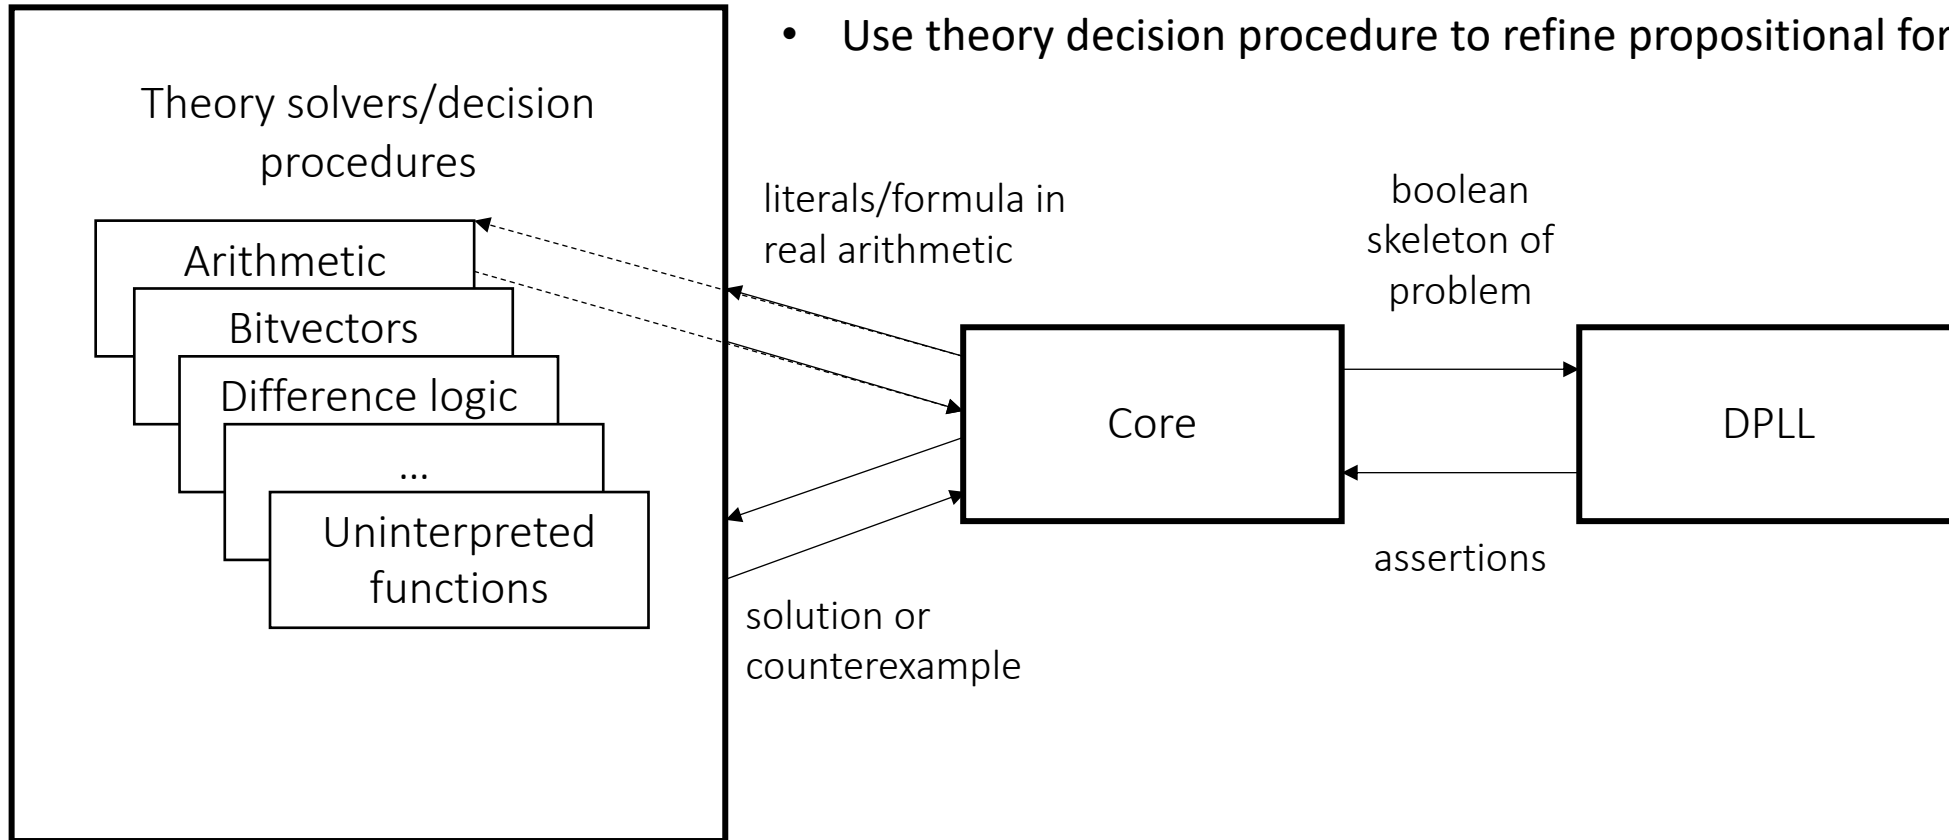 • Use theory decision procedure to refine propositional for
Theory solvers/decision
procedures
Arithmetic
Bitvectors
Difference logic
...
Uninterpreted
functions
literals/formula in
real arithmetic
boolean
skeleton of
problem
Core
DPLL
assertions
solution or
counterexample